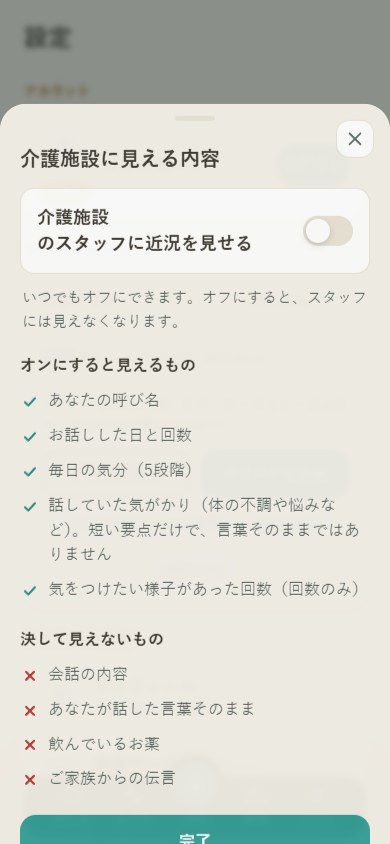 設定
アカウント
介護施設に見える内容
介護施設
のスタッフに近況を見せる
いつでもオフにできます。オフにすると、スタッフ
には見えなくなります。
オンにすると見えるもの
あなたの呼び名
お話しした日と回数
毎日の気分（5段階）
話していた気がかり（体の不調や悩みな
ど）。短い要点だけで、言葉そのままではあ
りません
気をつけたい様子があった回数（回数のみ）
決して見えないもの
会話の内容
あなたが話した言葉そのまま
飲んでいるお薬
ご家族からの伝言
完了